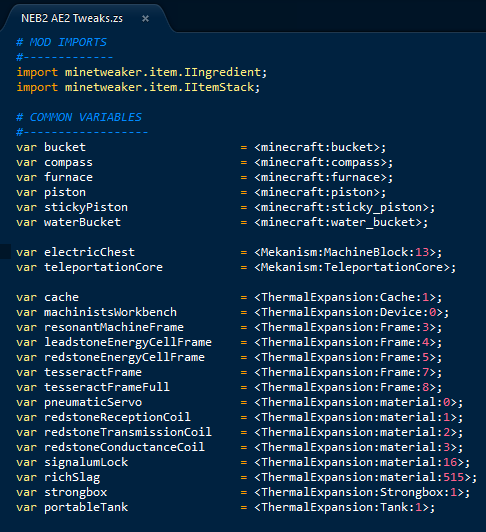 NEB2 AE2 Tweaks.zs ×
# MOD IMPORTS
#-------------
import minetweaker.item.IIngredient;
import minetweaker.item.IItemStack;
# COMMON VARIABLES
#------------------
var bucket = <minecraft:bucket>;
var compass = <minecraft:compass>;
var furnace = <minecraft:furnace>;
var piston = <minecraft:piston>;
var stickyPiston = <minecraft:sticky_piston>;
var waterBucket = <minecraft:water_bucket>;
var electricChest = <Mekanism:MachineBlock:13>;
var teleportationCore = <Mekanism:TeleportationCore>;
var cache = <ThermalExpansion:Cache:1>;
var machinistsWorkbench = <ThermalExpansion:Device:0>;
var resonantMachineFrame = <ThermalExpansion:Frame:3>;
var leadstoneEnergyCellFrame = <ThermalExpansion:Frame:4>;
var redstoneEnergyCellFrame = <ThermalExpansion:Frame:5>;
var tesseractFrame = <ThermalExpansion:Frame:7>;
var tesseractFrameFull = <ThermalExpansion:Frame:8>;
var pneumaticServo = <ThermalExpansion:material:0>;
var redstoneReceptionCoil = <ThermalExpansion:material:1>;
var redstoneTransmissionCoil = <ThermalExpansion:material:2>;
var redstoneConductanceCoil = <ThermalExpansion:material:3>;
var signalumLock = <ThermalExpansion:material:16>;
var richSlag = <ThermalExpansion:material:515>;
var strongbox = <ThermalExpansion:Strongbox:1>;
var portableTank = <ThermalExpansion:Tank:1>;